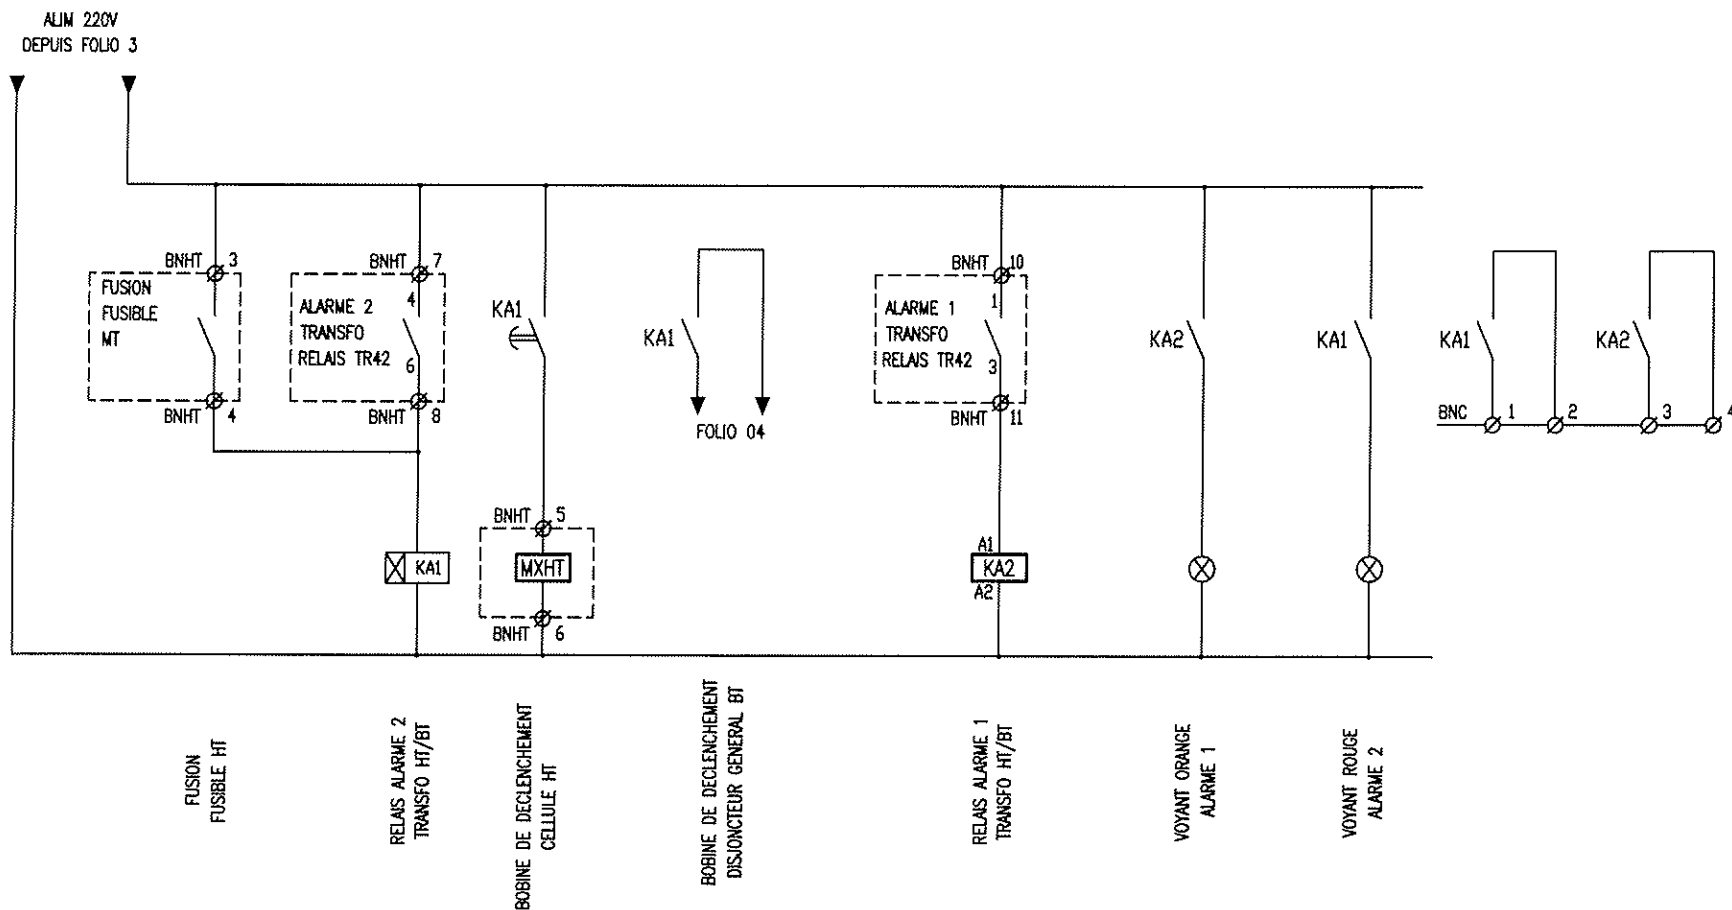 ALIM 220V
DEPUIS FOLIO 3
BNHT 3
FUSION
FUSIBLE
MT
BNHT 4
BNHT 7
4
ALARME 2
TRANSFO
RELAIS TR42
6
BNHT 8
KA1
KA1
BNHT 5
MXHT
BNHT 6
KA1
FOLIO 04
BNHT 10
1
ALARME 1
TRANSFO
RELAIS TR42
3
BNHT 11
A1
KA2
A2
KA2
KA1
KA1
KA2
BNC 1 2 3 4
FUSION
FUSIBLE HT
RELAIS ALARME 2
TRANSFO HT/BT
BOBINE DE DECLENCHEMENT
CELLULE HT
BOBINE DE DECLENCHEMENT
DISJONCTEUR GENERAL BT
RELAIS ALARME 1
TRANSFO HT/BT
VOYANT ORANGE
ALARME 1
VOYANT ROUGE
ALARME 2